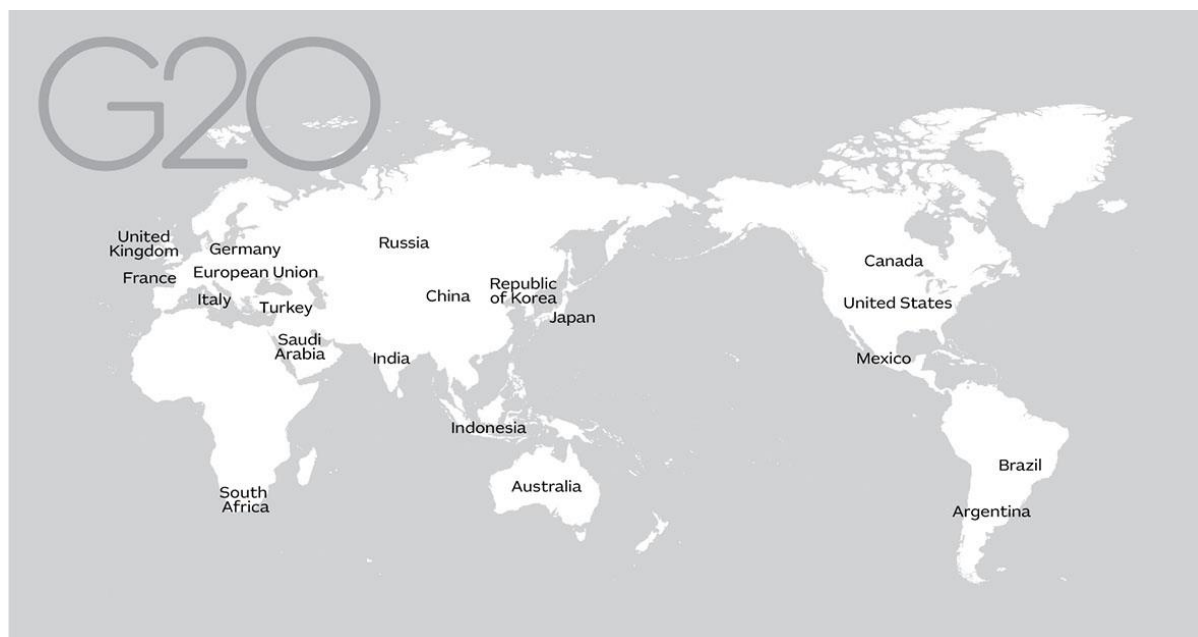 G20
United
Kingdom
Germany
Russia
France
European Union
Italy
Turkey
China
Republic
of Korea
Japan
Saudi
Arabia
India
Indonesia
Australia
South
Africa
Canada
United States
Mexico
Brazil
Argentina